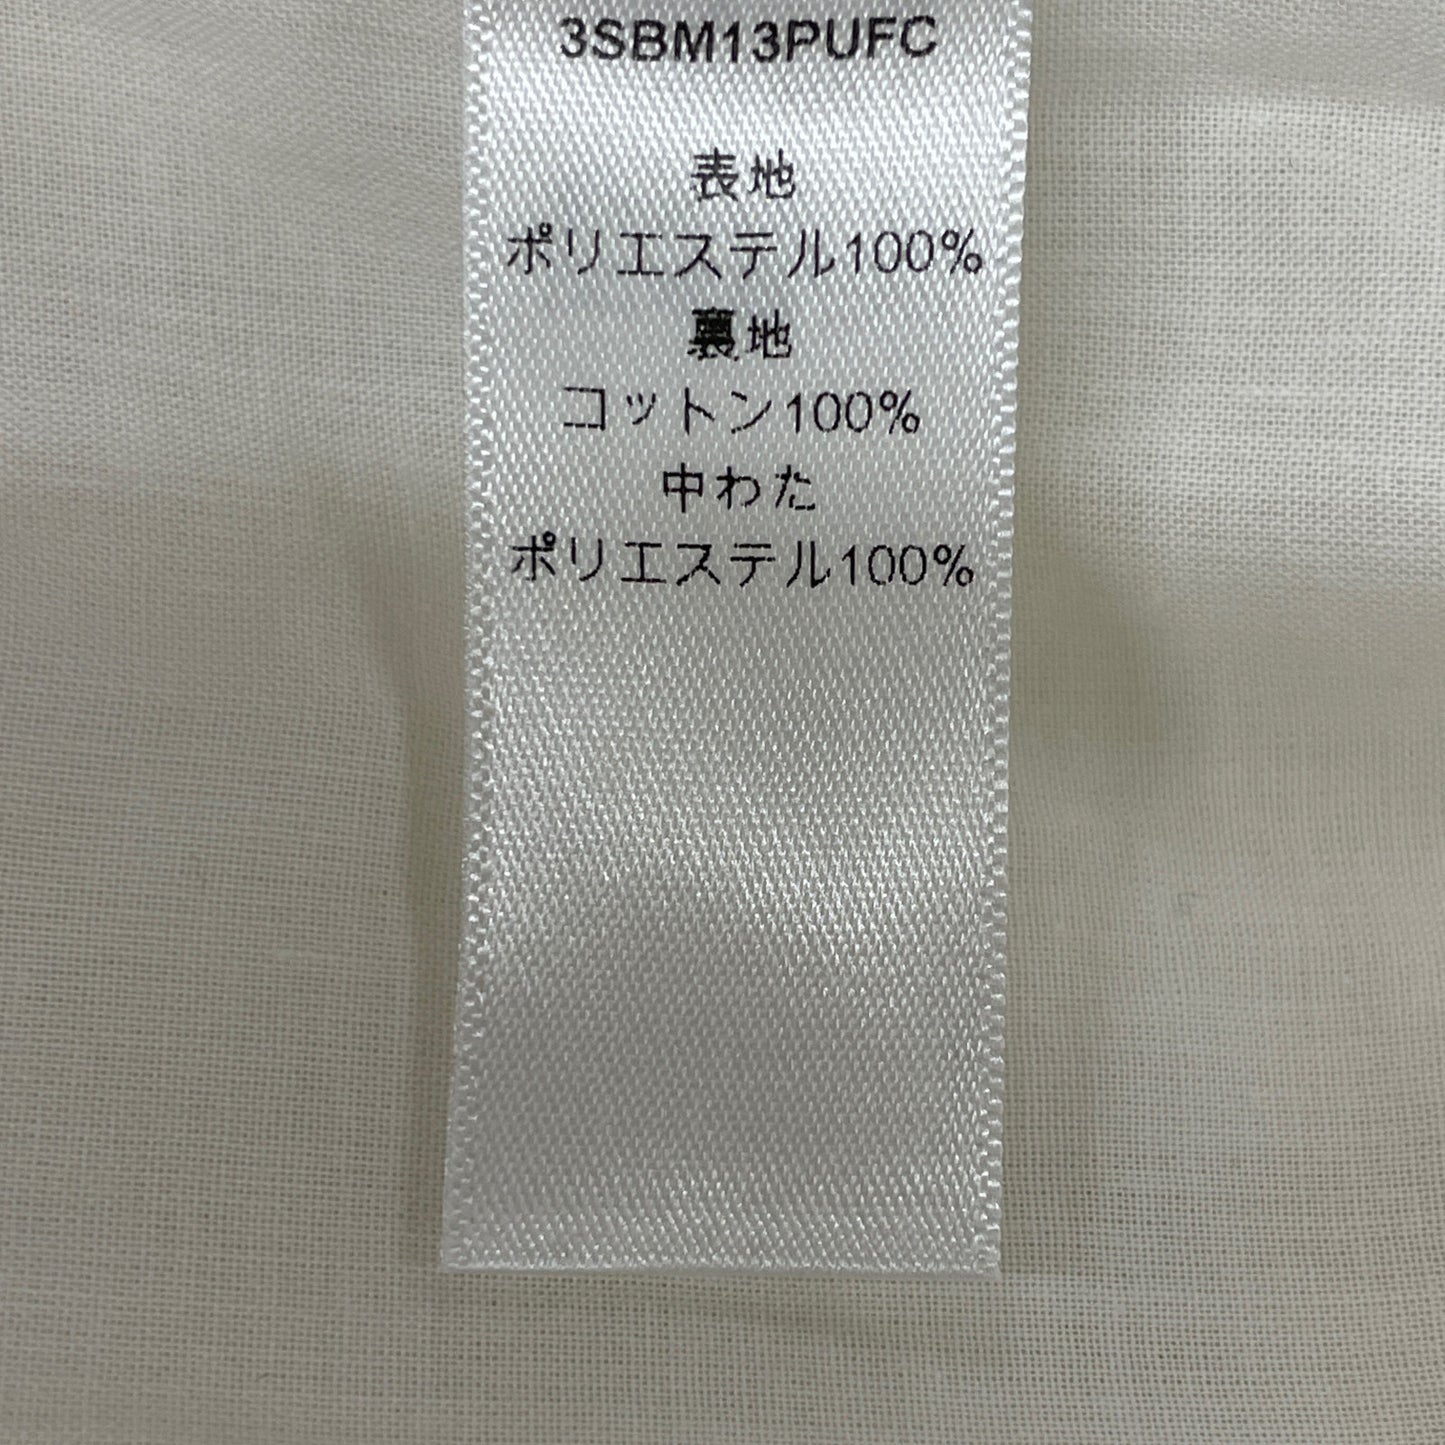 3SBM13PUFC
表地
ポリエステル100%
裏地
コットン100%
中わた
ポリエステル100%